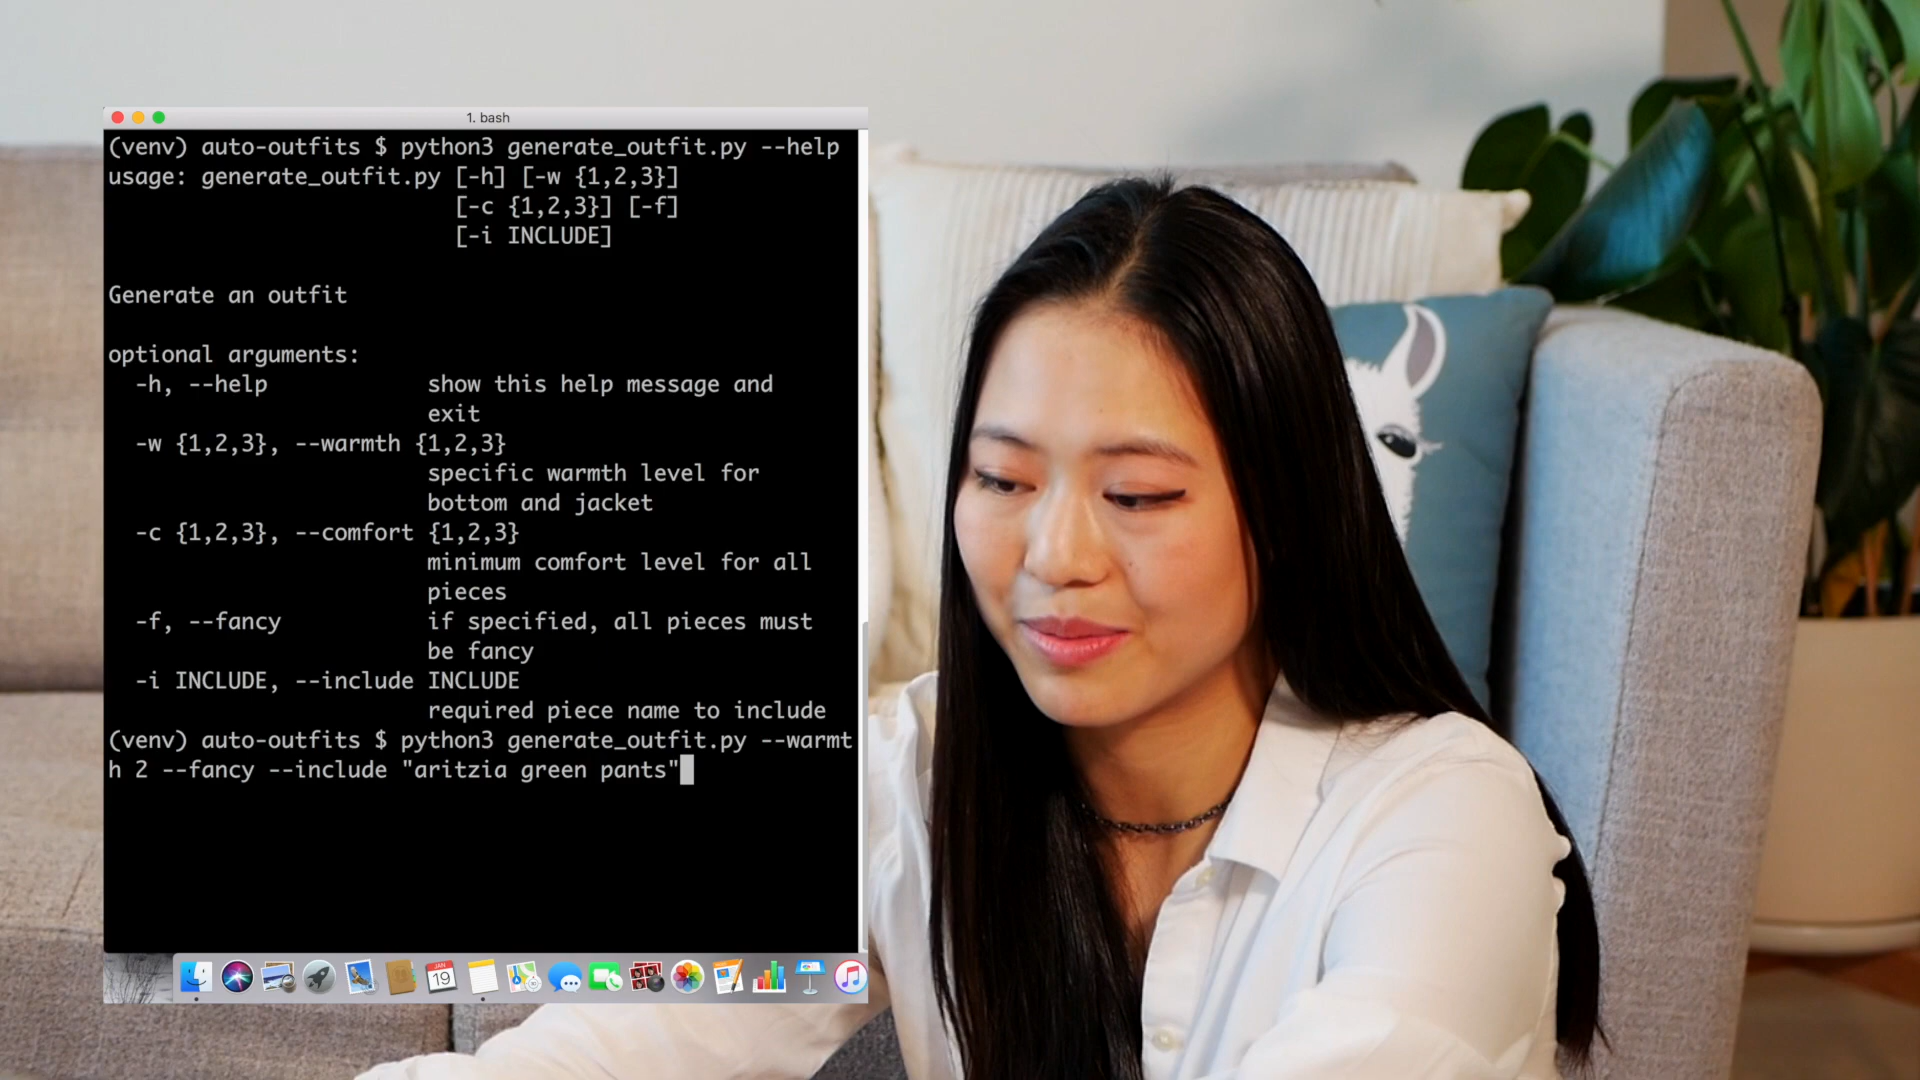 1. bash
(venv) auto-outfits $ python3 generate_outfit.py --help
usage: generate_outfit.py [-h] [-w {1,2,3}]
[-c {1,2,3}] [-f]
[-i INCLUDE]
Generate an outfit
optional arguments:
-h, --help show this help message and
exit
-w {1,2,3}, --warmth {1,2,3}
specific warmth level for
bottom and jacket
-c {1,2,3}, --comfort {1,2,3}
minimum comfort level for all
pieces
-f, --fancy if specified, all pieces must
be fancy
-i INCLUDE, --include INCLUDE
required piece name to include
(venv) auto-outfits $ python3 generate_outfit.py --warmt
h 2 --fancy --include "aritzia green pants"
JAN
19